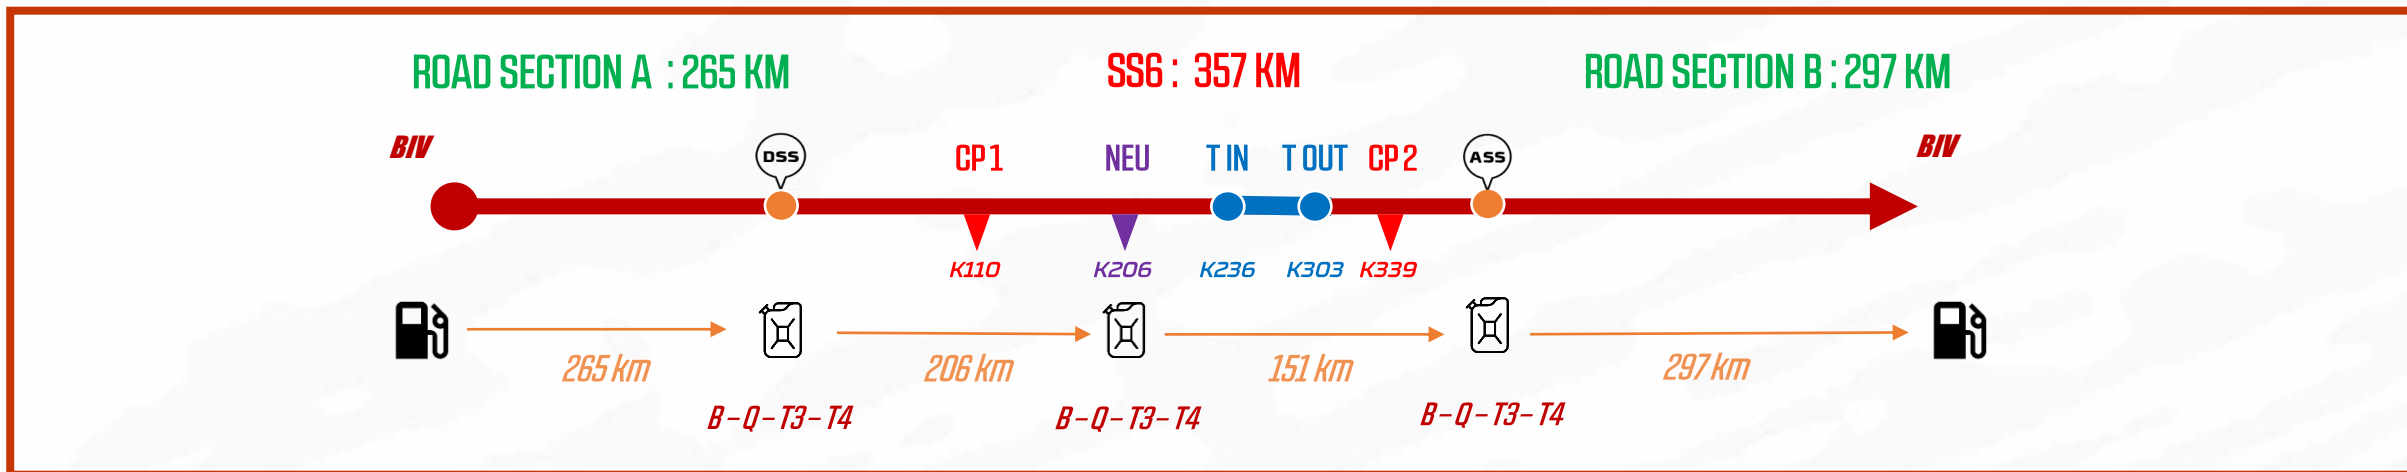 ROAD SECTION A : 265 KM
SS6 : 357 KM
ROAD SECTION B : 297 KM
BIV
DSS
CP 1
NEU
T IN
T OUT
CP 2
ASS
BIV
K110
K206
K236
K303
K339
265 km
206 km
151 km
297 km
B – Q – T3 – T4
B – Q – T3 – T4
B – Q – T3 – T4